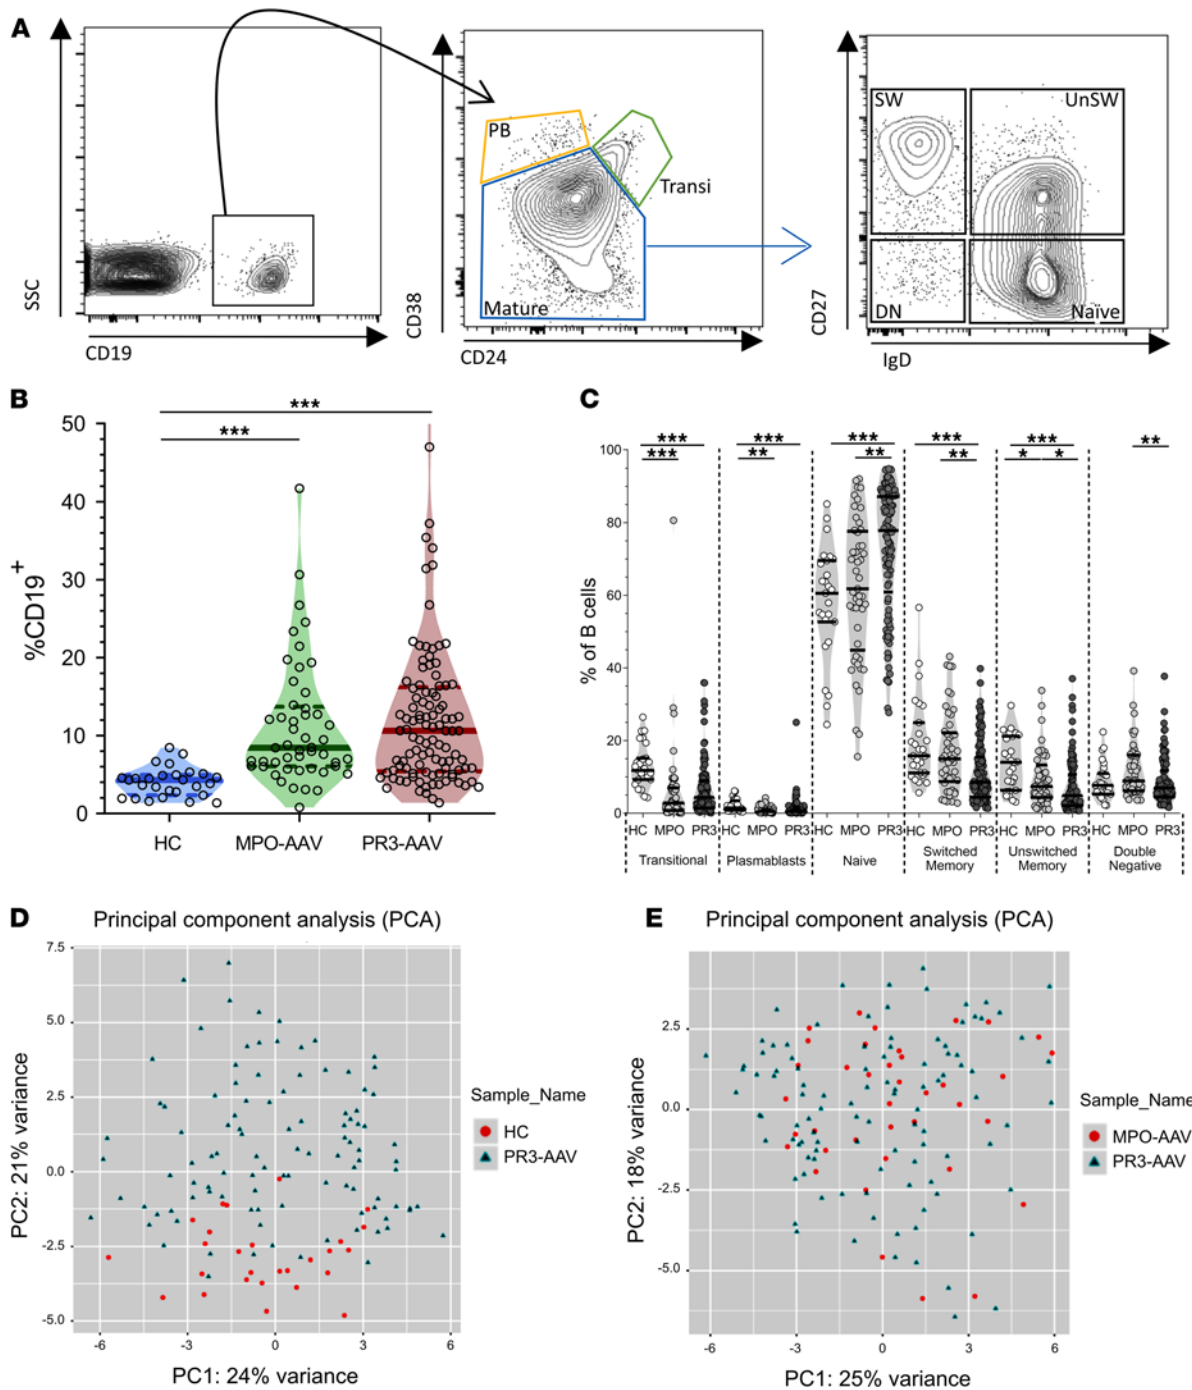 A
SSC
CD19
CD38
PB
Transi
Mature
CD24
CD27
SW
UnSW
DN
Naïve
IgD
B
***
***
%CD19+
50
40
30
20
10
0
HC
MPO-AAV
PR3-AAV
C
% of B cells
100
80
60
40
20
0
***
***
***
**
***
**
***
**
***
*
*
**
HC MPO PR3
HC MPO PR3
HC MPO PR3
HC MPO PR3
HC MPO PR3
HC MPO PR3
Transitional
Plasmablasts
Naive
Switched
Memory
Unswitched
Memory
Double
Negative
D
Principal component analysis (PCA)
PC2: 21% variance
7.5
5.0
2.5
0.0
-2.5
-5.0
-6 -3 0 3 6
PC1: 24% variance
Sample_Name
HC
PR3-AAV
E
Principal component analysis (PCA)
PC2: 18% variance
2.5
0.0
-2.5
-5.0
-6 -3 0 3 6
PC1: 25% variance
Sample_Name
MPO-AAV
PR3-AAV